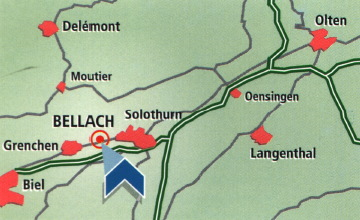 Delémont
Olten
Moutier
Oensingen
BELLACH
Solothurn
Grenchen
Langenthal
Biel